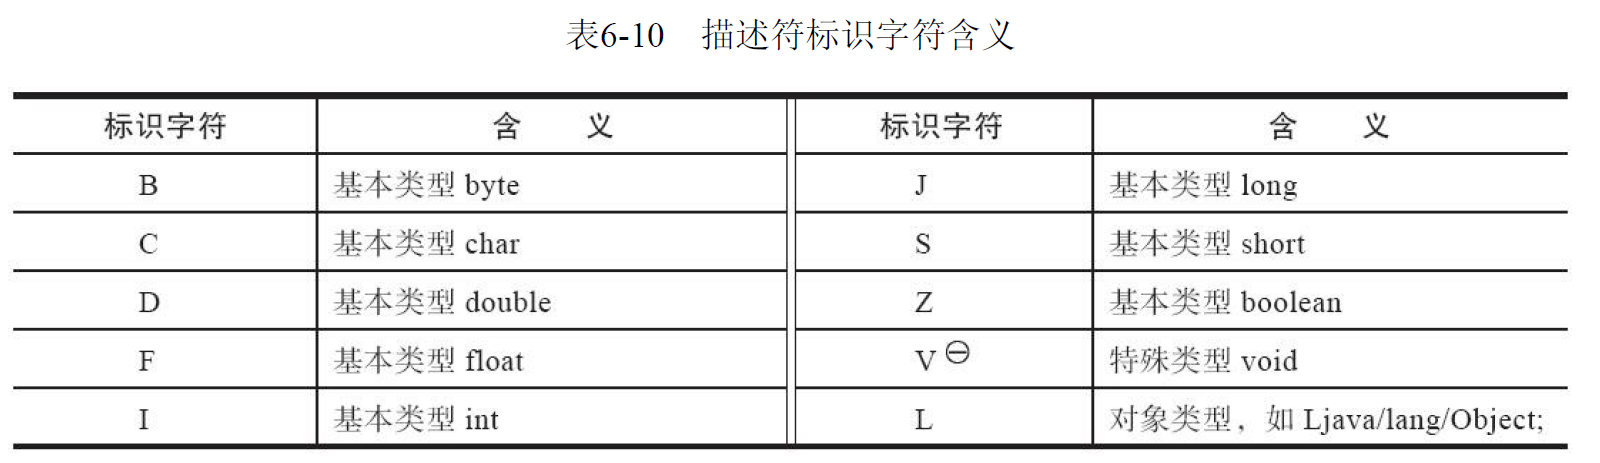 表6-10 描述符标识字符含义
标识字符 含 义 标识字符 含 义
B 基本类型 byte J 基本类型 long
C 基本类型 char S 基本类型 short
D 基本类型 double Z 基本类型 boolean
F 基本类型 float V ⊖ 特殊类型 void
I 基本类型 int L 对象类型，如 Ljava/lang/Object;